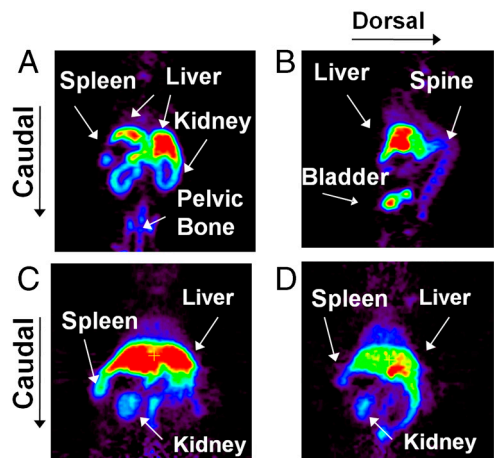 Dorsal
A
Spleen
Liver
Kidney
Pelvic
Bone
Caudal
B
Liver
Spine
Bladder
C
Spleen
Liver
Kidney
Caudal
D
Spleen
Liver
Kidney